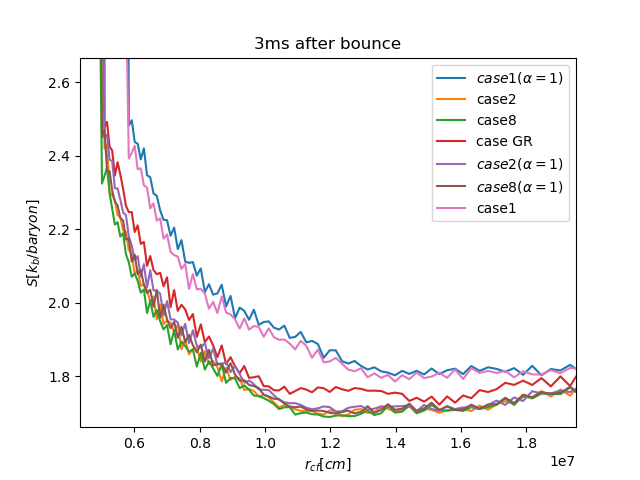 3ms after bounce
S[k_b/baryon]
2.6
2.4
2.2
2.0
1.8
case1(α = 1)
case2
case8
case GR
case2(α = 1)
case8(α = 1)
case1
0.6 0.8 1.0 1.2 1.4 1.6 1.8
1e7
r_cf[cm]